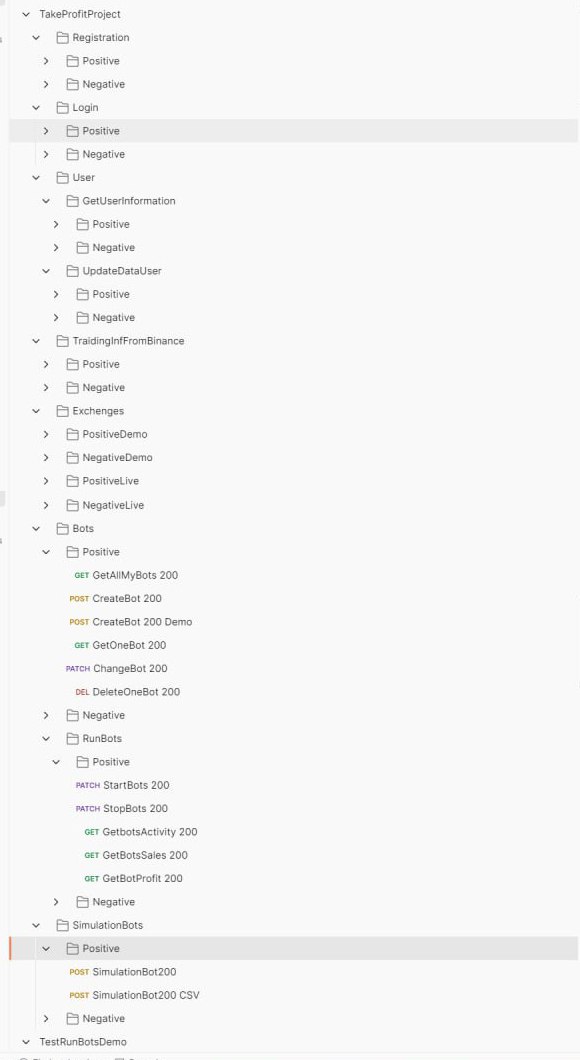 TakeProfitProject
Registration
Positive
Negative
Login
Positive
Negative
User
GetUserInformation
Positive
Negative
UpdateDataUser
Positive
Negative
TraidingInfFromBinance
Positive
Negative
Exchenges
PositiveDemo
NegativeDemo
PositiveLive
NegativeLive
Bots
Positive
GET GetAllMyBots 200
POST CreateBot 200
POST CreateBot 200 Demo
GET GetOneBot 200
PATCH ChangeBot 200
DEL DeleteOneBot 200
Negative
RunBots
Positive
PATCH StartBots 200
PATCH StopBots 200
GET GetbotsActivity 200
GET GetBotsSales 200
GET GetBotProfit 200
Negative
SimulationBots
Positive
POST SimulationBot200
POST SimulationBot200 CSV
Negative
TestRunBotsDemo